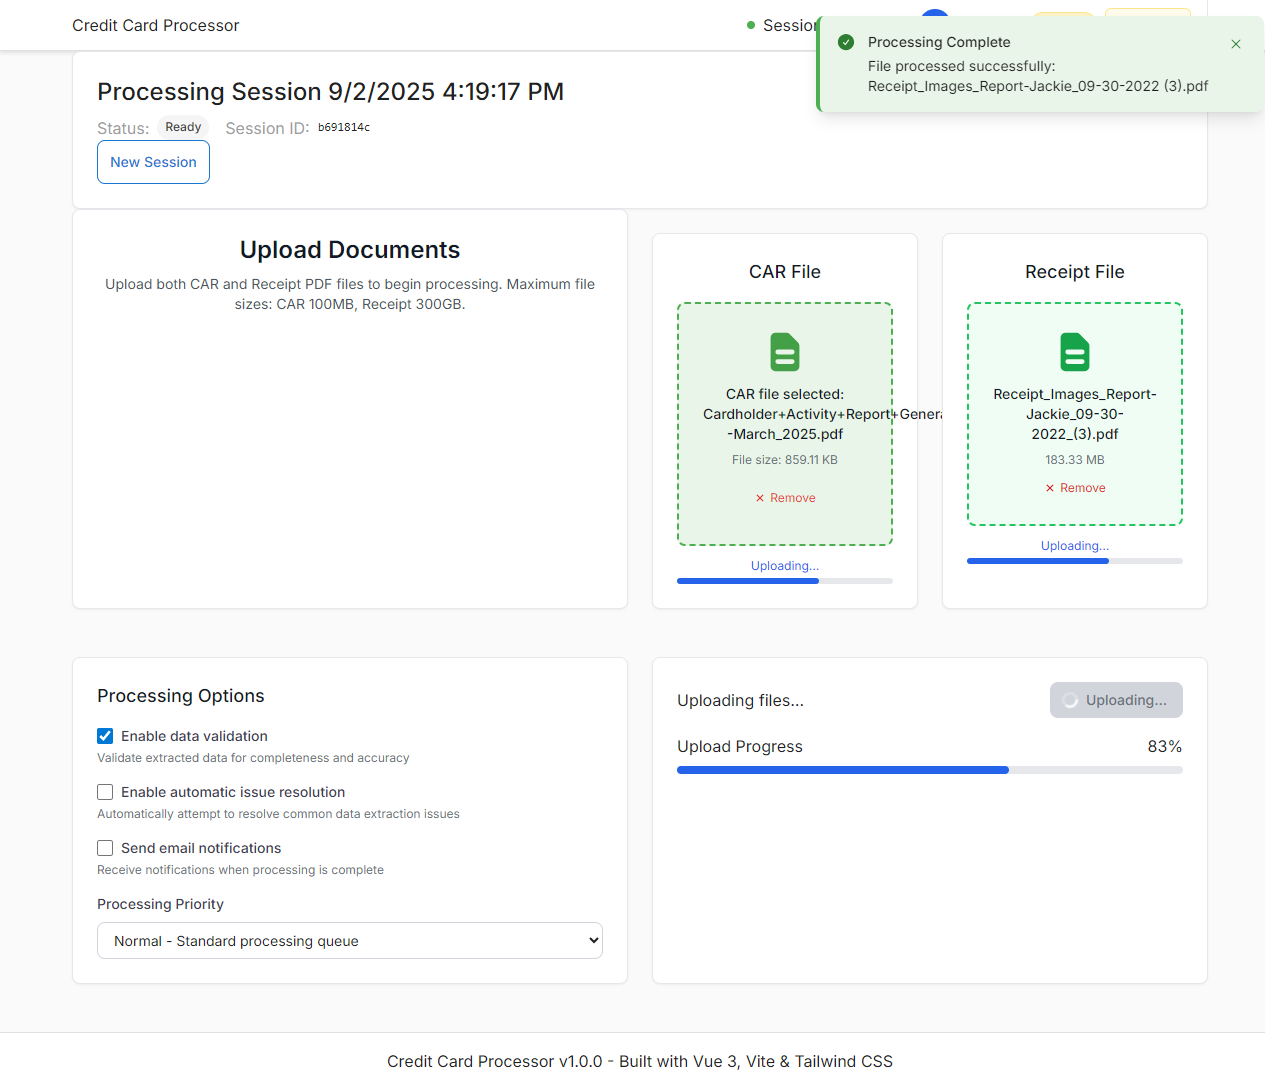 Credit Card Processor
Processing Complete
File processed successfully:
Receipt_Images_Report-Jackie_09-30-2022 (3).pdf
Processing Session 9/2/2025 4:19:17 PM
Status: Ready Session ID: b691814c
New Session
Upload Documents
Upload both CAR and Receipt PDF files to begin processing. Maximum file
sizes: CAR 100MB, Receipt 300GB.
CAR File
CAR file selected:
Cardholder+Activity+Report+Genera
-March_2025.pdf
File size: 859.11 KB
× Remove
Uploading...
Receipt File
Receipt_Images_Report-
Jackie_09-30-
2022_(3).pdf
183.33 MB
× Remove
Uploading...
Processing Options
Enable data validation
Validate extracted data for completeness and accuracy
Enable automatic issue resolution
Automatically attempt to resolve common data extraction issues
Send email notifications
Receive notifications when processing is complete
Processing Priority
Normal - Standard processing queue
Uploading files...
Uploading...
Upload Progress
83%
Credit Card Processor v1.0.0 - Built with Vue 3, Vite & Tailwind CSS